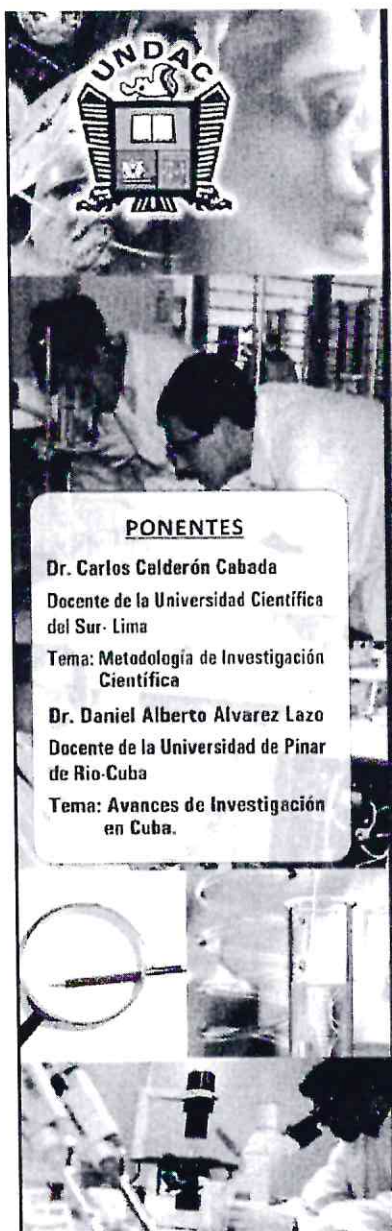 UNDAC
PONENTES
Dr. Carlos Calderón Cabada
Docente de la Universidad Científica
del Sur- Lima
Tema: Metodología de Investigación
Científica
Dr. Daniel Alberto Alvarez Lazo
Docente de la Universidad de Pinar
de Rio-Cuba
Tema: Avances de Investigación
en Cuba.